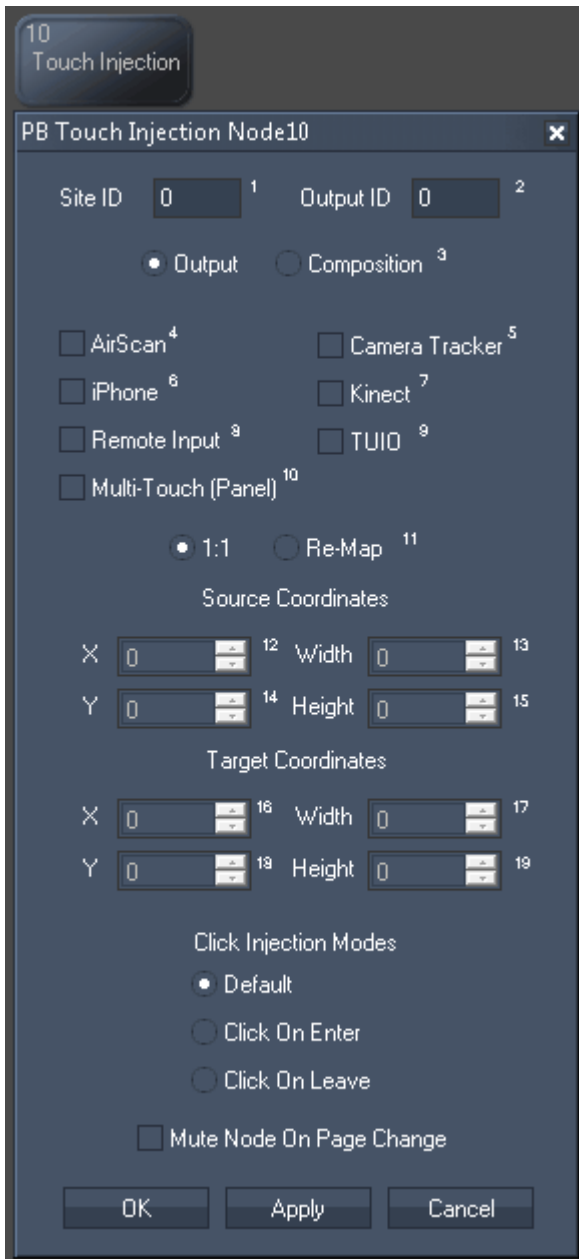 10
Touch Injection
PB Touch Injection Node10
Site ID 0 1 Output ID 0 2
Output Composition 3
AirScan 4 Camera Tracker 5
iPhone 6 Kinect 7
Remote Input 8 TUIO 9
Multi-Touch (Panel) 10
1:1 Re-Map 11
Source Coordinates
X 0 12 Width 0 13
Y 0 14 Height 0 15
Target Coordinates
X 0 16 Width 0 17
Y 0 18 Height 0 19
Click Injection Modes
Default
Click On Enter
Click On Leave
Mute Node On Page Change
OK Apply Cancel